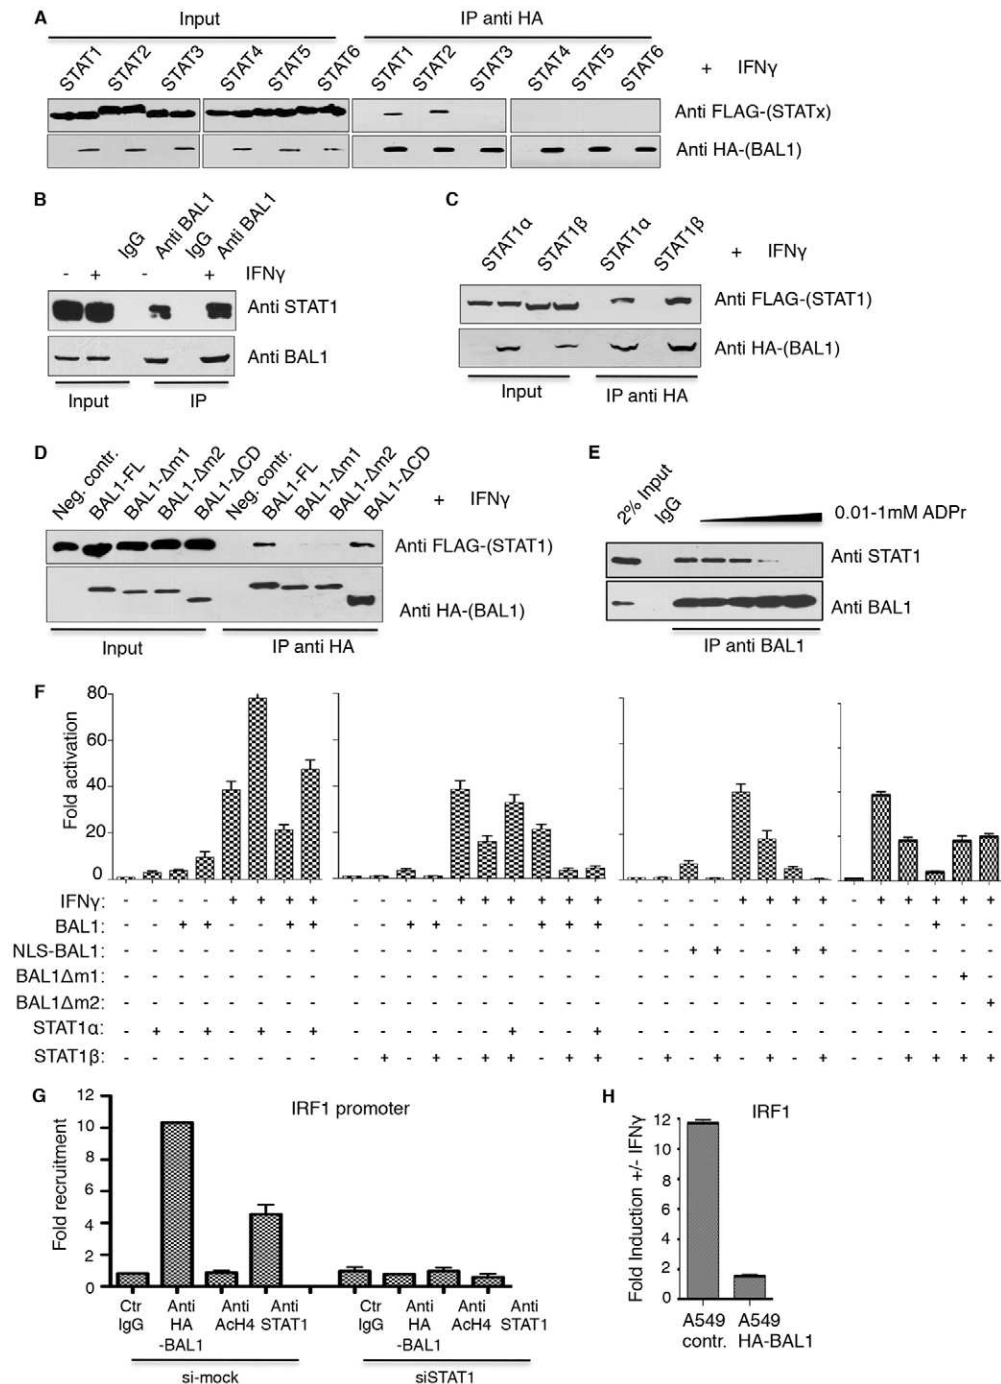 A
Input
IP anti HA
STAT1 STAT2 STAT3 STAT4 STAT5 STAT6 STAT1 STAT2 STAT3 STAT4 STAT5 STAT6
+ IFNγ
Anti FLAG-(STATx)
Anti HA-(BAL1)
B
IgG Anti BAL1 IgG Anti BAL1
- + - + IFNγ
Anti STAT1
Anti BAL1
Input IP
C
STAT1α STAT1β STAT1α STAT1β
+ IFNγ
Anti FLAG-(STAT1)
Anti HA-(BAL1)
Input IP anti HA
D
Neg. contr. BAL1-FL BAL1-Δm1 BAL1-Δm2 BAL1-ΔCD Neg. contr. BAL1-FL BAL1-Δm1 BAL1-Δm2 BAL1-ΔCD
+ IFNγ
Anti FLAG-(STAT1)
Anti HA-(BAL1)
Input IP anti HA
E
2% Input IgG
0.01-1mM ADPr
Anti STAT1
Anti BAL1
IP anti BAL1
F
Fold activation
80
60
40
20
0
IFNγ: - - - - + + + + - - - - + + + + + + - - - - + + + + - + + + + +
BAL1: - - + + - - + + - - + + - - - + + + - - - - - - - - - - - + - -
NLS-BAL1: - - - - - - - - - - - - - - - - - - - - + + - - + + - - - - - -
BAL1Δm1: - - - - - - - - - - - - - - - - - - - - - - - - - - - - - - + -
BAL1Δm2: - - - - - - - - - - - - - - - - - - - - - - - - - - - - - - - +
STAT1α: - + - + - + - + - - - - - - + - - + - - - - - - - - - - - - - -
STAT1β: - - - - - - - - - + - + - + + - + + - + - + - + - + - - + + + +
G
IRF1 promoter
Fold recruitment
12
10
8
6
4
2
0
Ctr Anti Anti Anti Ctr Anti Anti Anti
IgG HA AcH4 STAT1 IgG HA AcH4 STAT1
-BAL1 -BAL1
si-mock siSTAT1
H
IRF1
Fold Induction +/- IFNγ
12
10
8
6
4
2
0
A549 A549
contr. HA-BAL1